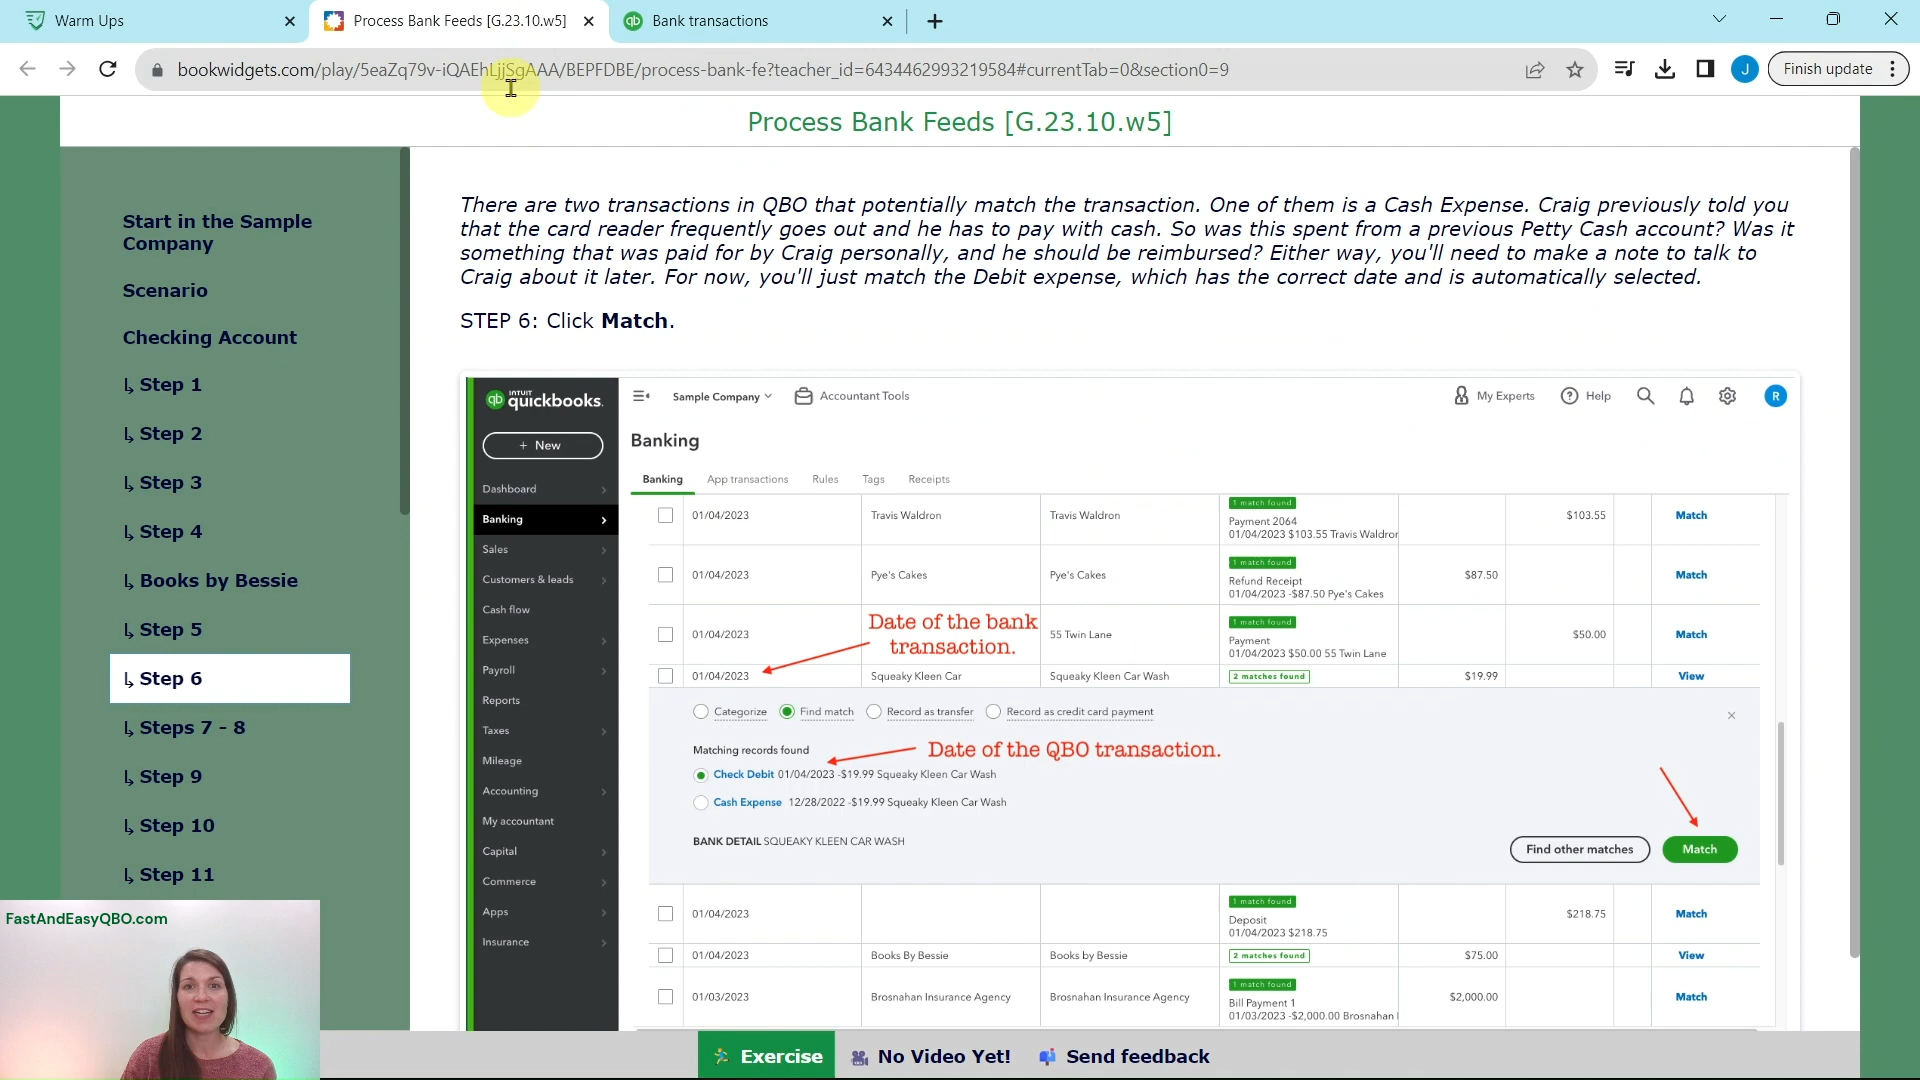 Warm Ups
Process Bank Feeds [G.23.10.w5]
qb
Bank transactions
bookwidgets.com/play/5eaZq79v-iQAEhLjjSgAAA/BEPFDBE/process-bank-fe?teacher_id=6434462993219584#currentTab=0&section0=9
J
Finish update
Process Bank Feeds [G.23.10.w5]
Start in the Sample
Company
Scenario
Checking Account
↳ Step 1
↳ Step 2
↳ Step 3
↳ Step 4
↳ Books by Bessie
↳ Step 5
↳ Step 6
↳ Steps 7 - 8
↳ Step 9
↳ Step 10
↳ Step 11
There are two transactions in QBO that potentially match the transaction. One of them is a Cash Expense. Craig previously told you
that the card reader frequently goes out and he has to pay with cash. So was this spent from a previous Petty Cash account? Was it
something that was paid for by Craig personally, and he should be reimbursed? Either way, you'll need to make a note to talk to
Craig about it later. For now, you'll just match the Debit expense, which has the correct date and is automatically selected.
STEP 6: Click Match.
qb INTUIT quickbooks.
Sample Company
Accountant Tools
My Experts
Help
R
+ New
Dashboard
Banking
Sales
Customers & leads
Cash flow
Expenses
Payroll
Reports
Taxes
Mileage
Accounting
My accountant
Capital
Commerce
Apps
Insurance
Banking
Banking App transactions Rules Tags Receipts
1 match found
01/04/2023 Travis Waldron Travis Waldron Payment 2064 $103.55 Match
01/04/2023 $103.55 Travis Waldron
1 match found
01/04/2023 Pye's Cakes Pye's Cakes Refund Receipt $87.50 Match
01/04/2023 -$87.50 Pye's Cakes
Date of the bank
transaction.
1 match found
01/04/2023 55 Twin Lane Payment $50.00 Match
01/04/2023 $50.00 55 Twin Lane
01/04/2023 Squeaky Kleen Car Squeaky Kleen Car Wash 2 matches found $19.99 View
Categorize Find match Record as transfer Record as credit card payment
Matching records found
Date of the QBO transaction.
Check Debit 01/04/2023 -$19.99 Squeaky Kleen Car Wash
Cash Expense 12/28/2022 -$19.99 Squeaky Kleen Car Wash
BANK DETAIL SQUEAKY KLEEN CAR WASH
Find other matches
Match
1 match found
01/04/2023 Deposit $218.75 Match
01/04/2023 $218.75
01/04/2023 Books By Bessie Books by Bessie 2 matches found $75.00 View
1 match found
01/03/2023 Brosnahan Insurance Agency Brosnahan Insurance Agency Bill Payment 1 $2,000.00 Match
01/03/2023 -$2,000.00 Brosnahan
FastAndEasyQBO.com
Exercise
No Video Yet!
Send feedback